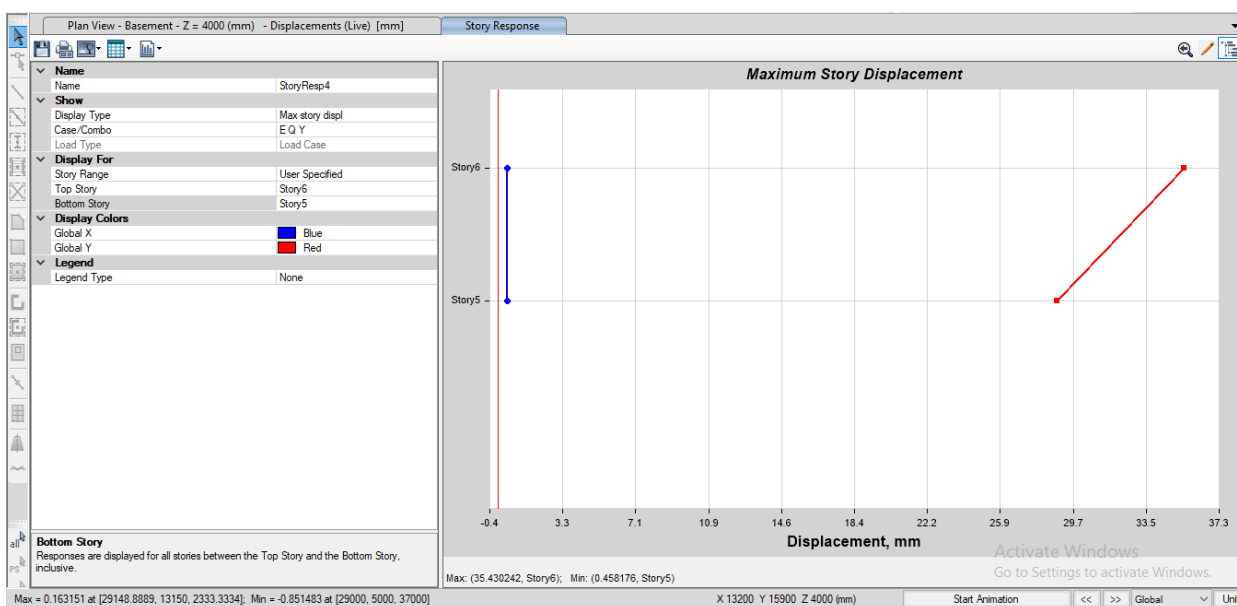 Plan View - Basement - Z = 4000 (mm) - Displacements (Live) [mm]
Story Response
Name
Name StoryResp4
Show
Display Type Max story displ
Case/Combo E Q Y
Load Type Load Case
Display For
Story Range User Specified
Top Story Story6
Bottom Story Story5
Display Colors
Global X Blue
Global Y Red
Legend
Legend Type None
Maximum Story Displacement
Story6
Story5
-0.4 3.3 7.1 10.9 14.6 18.4 22.2 25.9 29.7 33.5 37.3
Displacement, mm
Bottom Story
Responses are displayed for all stories between the Top Story and the Bottom Story,
inclusive.
Max: (35.430242, Story6); Min: (0.458176, Story5)
Activate Windows
Go to Settings to activate Windows.
all
PS
Max = 0.163151 at [29148.8889, 13150, 2333.3334]; Min = -0.851483 at [29000, 5000, 37000]
X 13200 Y 15900 Z 4000 (mm)
Start Animation
<< >>
Global